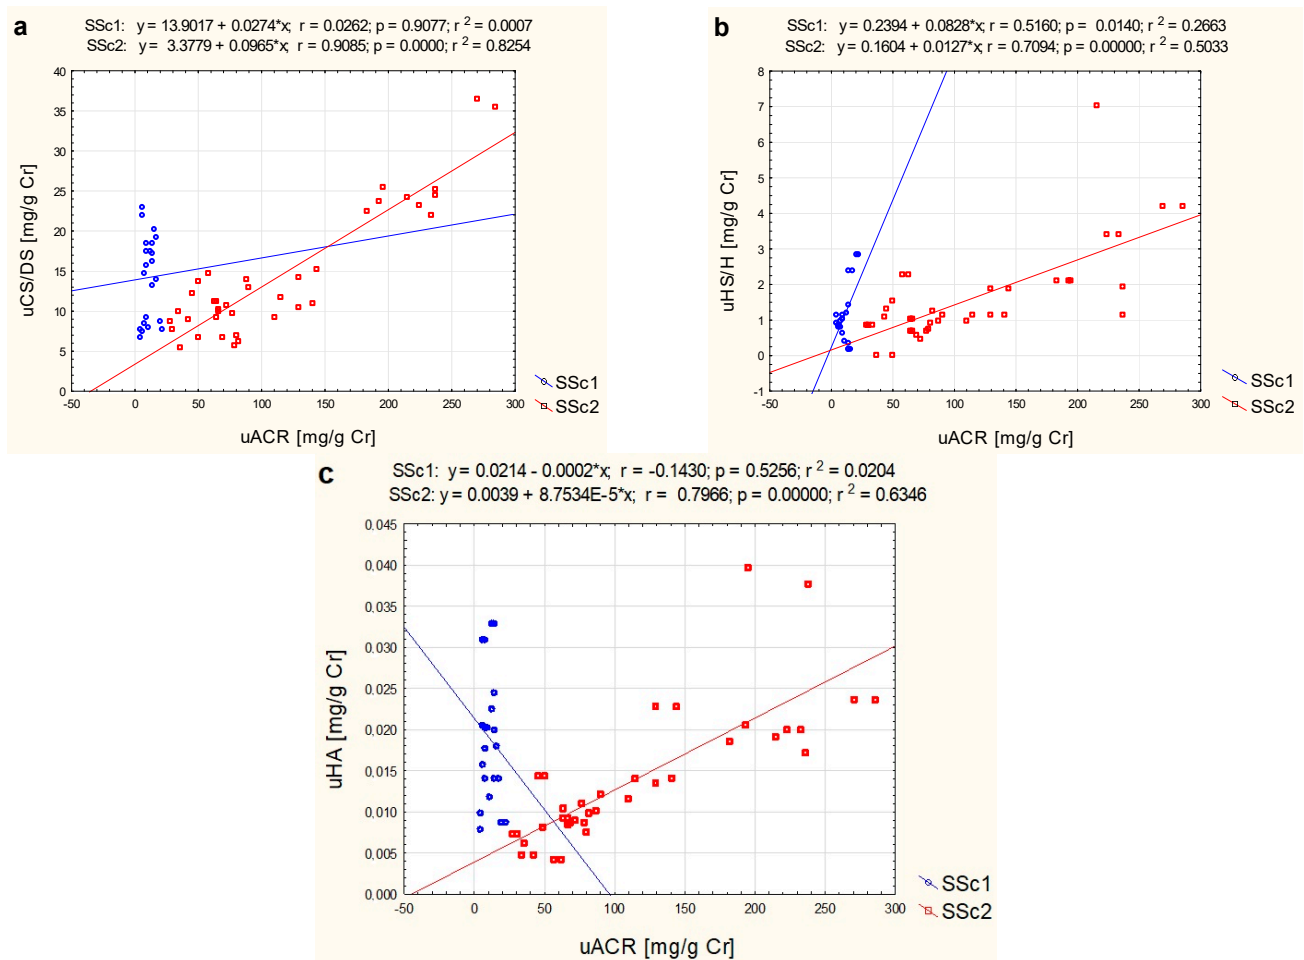 a
SSc1: y = 13.9017 + 0.0274*x; r = 0.0262; p = 0.9077; r 2 = 0.0007
SSc2: y = 3.3779 + 0.0965*x; r = 0.9085; p = 0.0000; r 2 = 0.8254
40
35
30
25
20
15
10
5
0
uCS/DS [mg/g Cr]
-50 0 50 100 150 200 250 300
uACR [mg/g Cr]
SSc1
SSc2
b
SSc1: y = 0.2394 + 0.0828*x; r = 0.5160; p = 0.0140; r 2 = 0.2663
SSc2: y = 0.1604 + 0.0127*x; r = 0.7094; p = 0.00000; r 2 = 0.5033
8
7
6
5
4
3
2
1
0
-1
uHS/H [mg/g Cr]
-50 0 50 100 150 200 250 300
uACR [mg/g Cr]
SSc1
SSc2
c
SSc1: y = 0.0214 - 0.0002*x; r = -0.1430; p = 0.5256; r 2 = 0.0204
SSc2: y = 0.0039 + 8.7534E-5*x; r = 0.7966; p = 0.00000; r 2 = 0.6346
0.045
0.040
0.035
0.030
0.025
0.020
0.015
0.010
0.005
0.000
uHA [mg/g Cr]
-50 0 50 100 150 200 250 300
uACR [mg/g Cr]
SSc1
SSc2